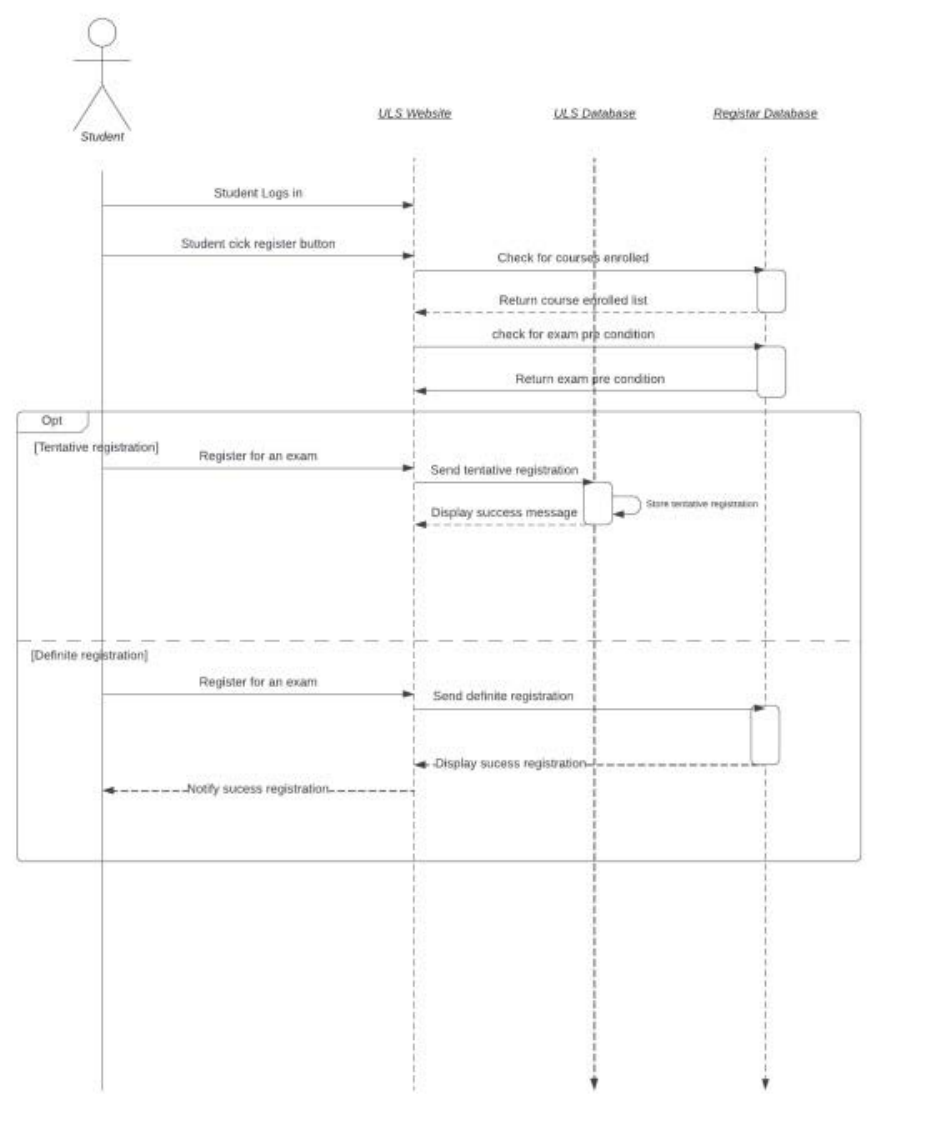 Student
ULS Website
ULS Database
Registar Database
Student Logs in
Student cick register button
Check for courses enrolled
Return course enrolled list
check for exam pre condition
Return exam pre condition
Opt
[Tentative registration]
Register for an exam
Send tentative registration
Store tentative registration
Display success message
[Definite registration]
Register for an exam
Send definite registration
Display sucess registration
Notify sucess registration